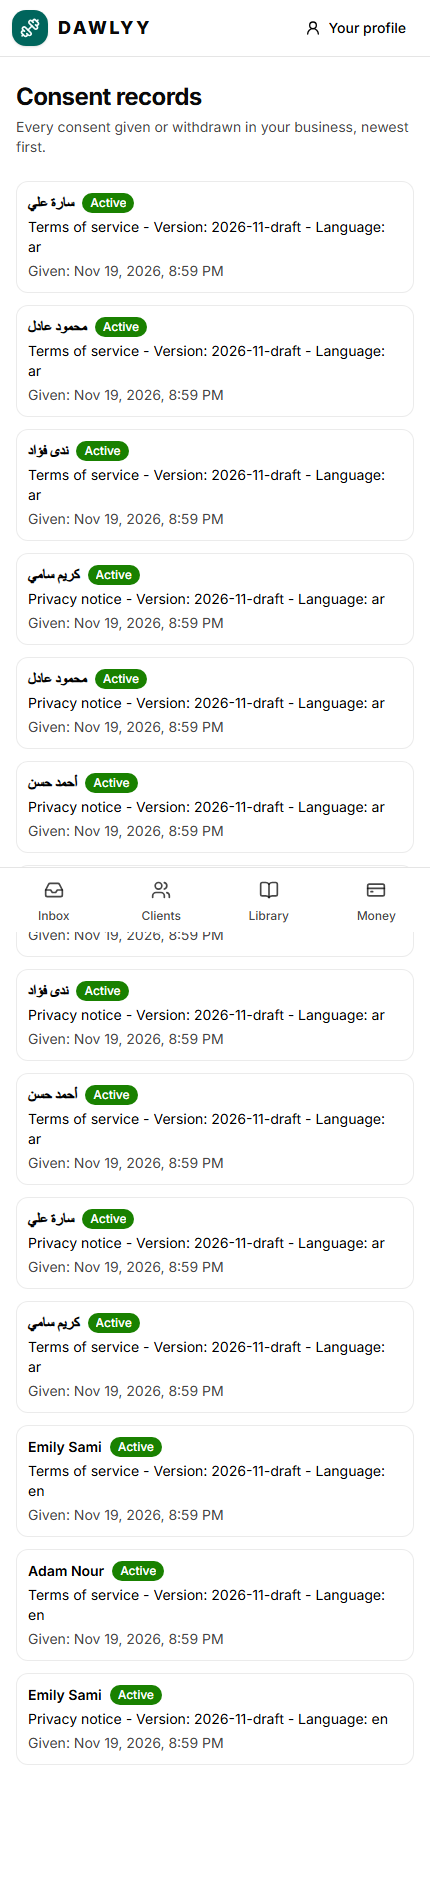 DAWLYY
Your profile
Consent records
Every consent given or withdrawn in your business, newest
first.
سارة علي Active
Terms of service - Version: 2026-11-draft - Language:
ar
Given: Nov 19, 2026, 8:59 PM
محمود عادل Active
Terms of service - Version: 2026-11-draft - Language:
ar
Given: Nov 19, 2026, 8:59 PM
ندى فؤاد Active
Terms of service - Version: 2026-11-draft - Language:
ar
Given: Nov 19, 2026, 8:59 PM
كريم سامي Active
Privacy notice - Version: 2026-11-draft - Language: ar
Given: Nov 19, 2026, 8:59 PM
محمود عادل Active
Privacy notice - Version: 2026-11-draft - Language: ar
Given: Nov 19, 2026, 8:59 PM
أحمد حسن Active
Privacy notice - Version: 2026-11-draft - Language: ar
Given: Nov 19, 2026, 8:59 PM
Inbox
Clients
Library
Money
Given: Nov 19, 2026, 8:59 PM
ندى فؤاد Active
Privacy notice - Version: 2026-11-draft - Language: ar
Given: Nov 19, 2026, 8:59 PM
أحمد حسن Active
Terms of service - Version: 2026-11-draft - Language:
ar
Given: Nov 19, 2026, 8:59 PM
سارة علي Active
Privacy notice - Version: 2026-11-draft - Language: ar
Given: Nov 19, 2026, 8:59 PM
كريم سامي Active
Terms of service - Version: 2026-11-draft - Language:
ar
Given: Nov 19, 2026, 8:59 PM
Emily Sami Active
Terms of service - Version: 2026-11-draft - Language:
en
Given: Nov 19, 2026, 8:59 PM
Adam Nour Active
Terms of service - Version: 2026-11-draft - Language:
en
Given: Nov 19, 2026, 8:59 PM
Emily Sami Active
Privacy notice - Version: 2026-11-draft - Language: en
Given: Nov 19, 2026, 8:59 PM